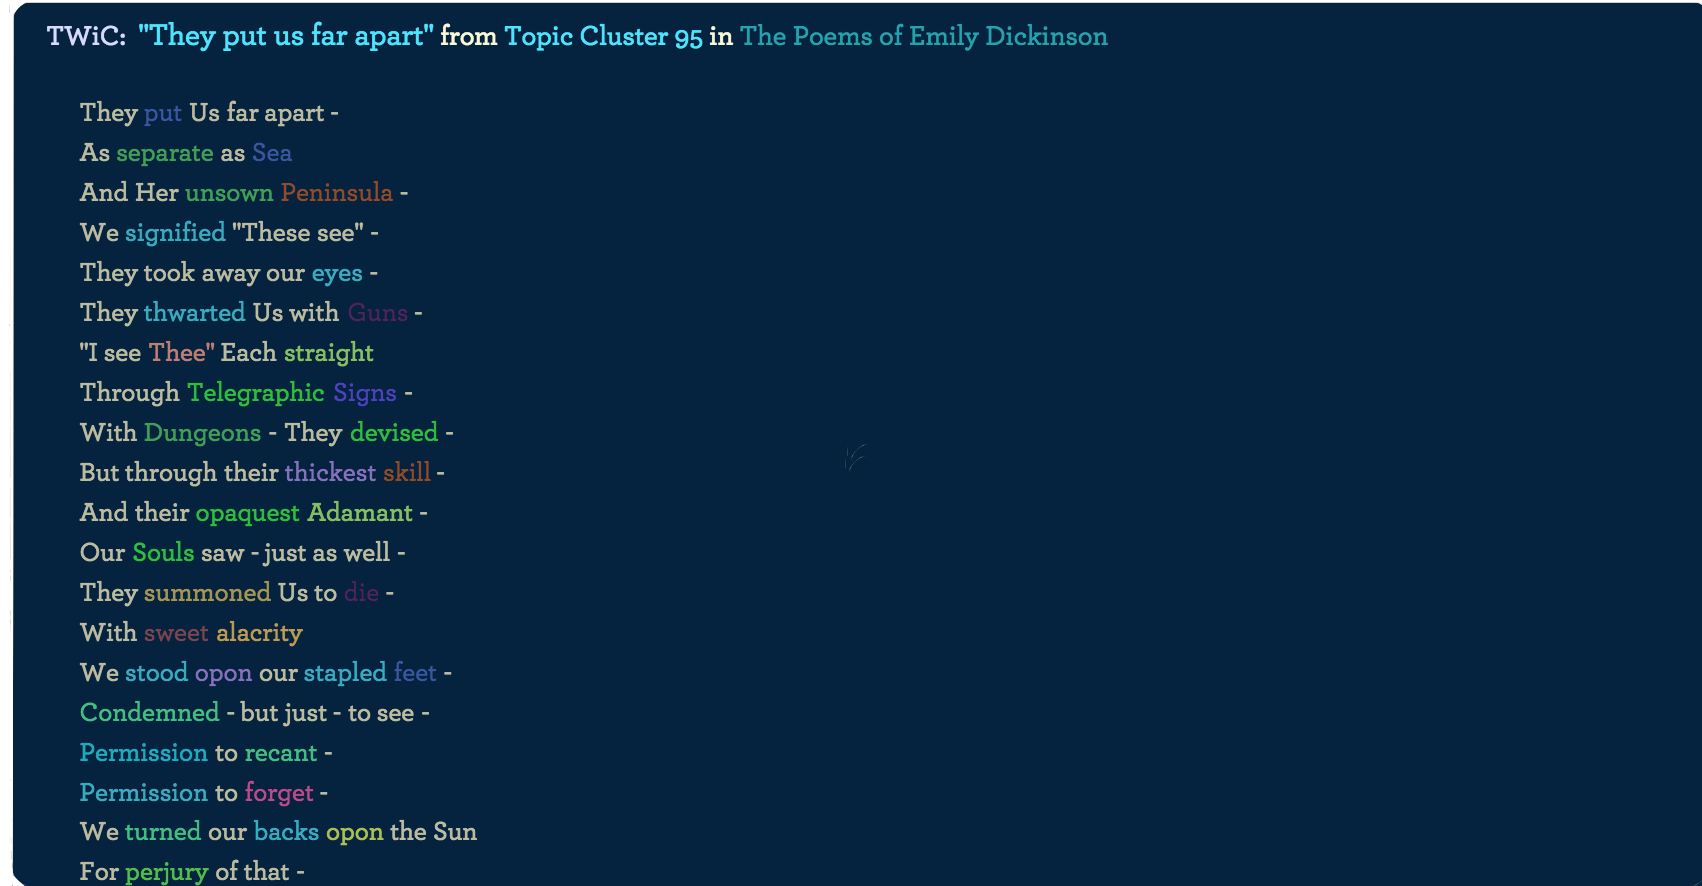 TWiC: "They put us far apart" from Topic Cluster 95 in The Poems of Emily Dickinson
They put Us far apart -
As separate as Sea
And Her unsown Peninsula -
We signified "These see" -
They took away our eyes -
They thwarted Us with Guns -
"I see Thee" Each straight
Through Telegraphic Signs -
With Dungeons - They devised -
But through their thickest skill -
And their opaquest Adamant -
Our Souls saw - just as well -
They summoned Us to die -
With sweet alacrity
We stood opon our stapled feet -
Condemned - but just - to see -
Permission to recant -
Permission to forget -
We turned our backs opon the Sun
For perjury of that -